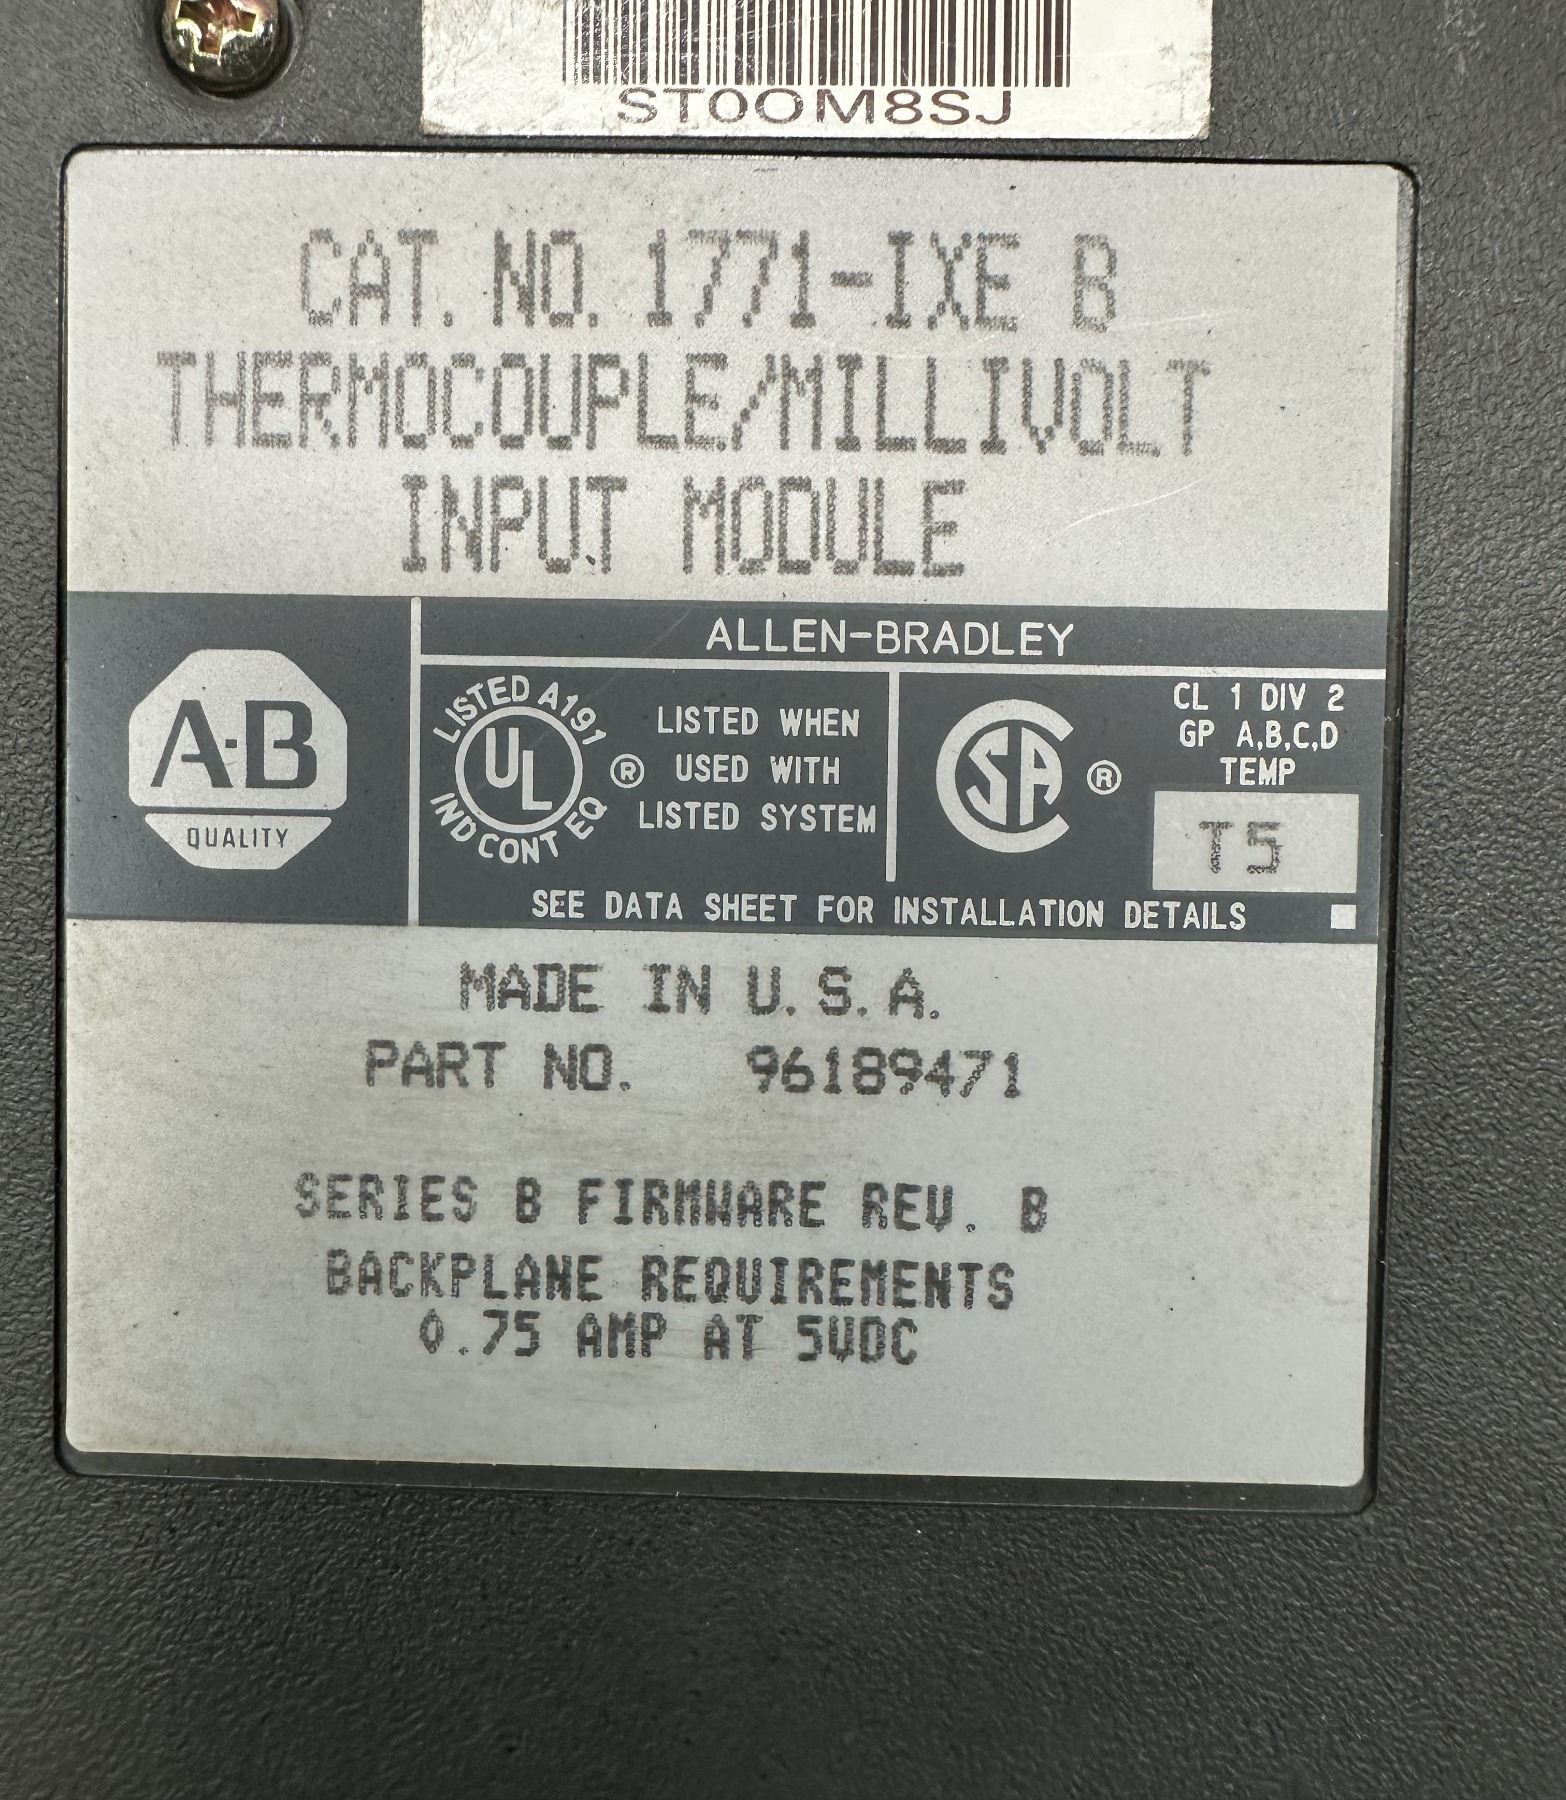 ST00M8SJ
CAT. NO. 1771-IXE B
THERMOCOUPLE/MILLIVOLT
INPUT MODULE
ALLEN-BRADLEY
A-B
QUALITY
LISTED A191
UL
IND CONT EQ
®
LISTED WHEN
USED WITH
LISTED SYSTEM
SA
®
CL 1 DIV 2
GP A,B,C,D
TEMP
T5
SEE DATA SHEET FOR INSTALLATION DETAILS
MADE IN U.S.A.
PART NO. 96189471
SERIES B FIRMWARE REV. B
BACKPLANE REQUIREMENTS
0.75 AMP AT 5VDC